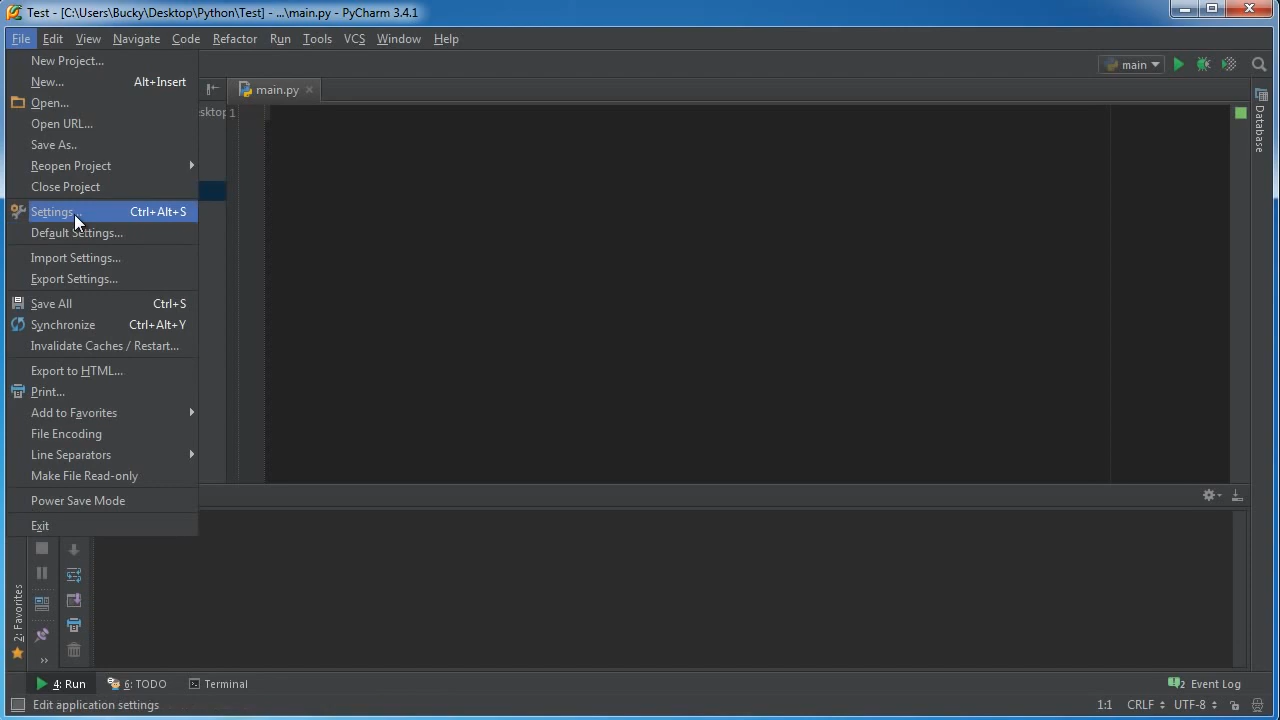 Test - [C:\Users\Bucky\Desktop\Python\Test] - ...\main.py - PyCharm 3.4.1
File Edit View Navigate Code Refactor Run Tools VCS Window Help
New Project...
New... Alt+Insert
Open...
Open URL...
Save As..
Reopen Project
Close Project
Settings... Ctrl+Alt+S
Default Settings...
Import Settings...
Export Settings...
Save All Ctrl+S
Synchronize Ctrl+Alt+Y
Invalidate Caches / Restart...
Export to HTML...
Print...
Add to Favorites
File Encoding
Line Separators
Make File Read-only
Power Save Mode
Exit
main
main.py
esktop
1
Database
2: Favorites
4: Run 6: TODO Terminal
2 Event Log
Edit application settings
1:1 CRLF UTF-8